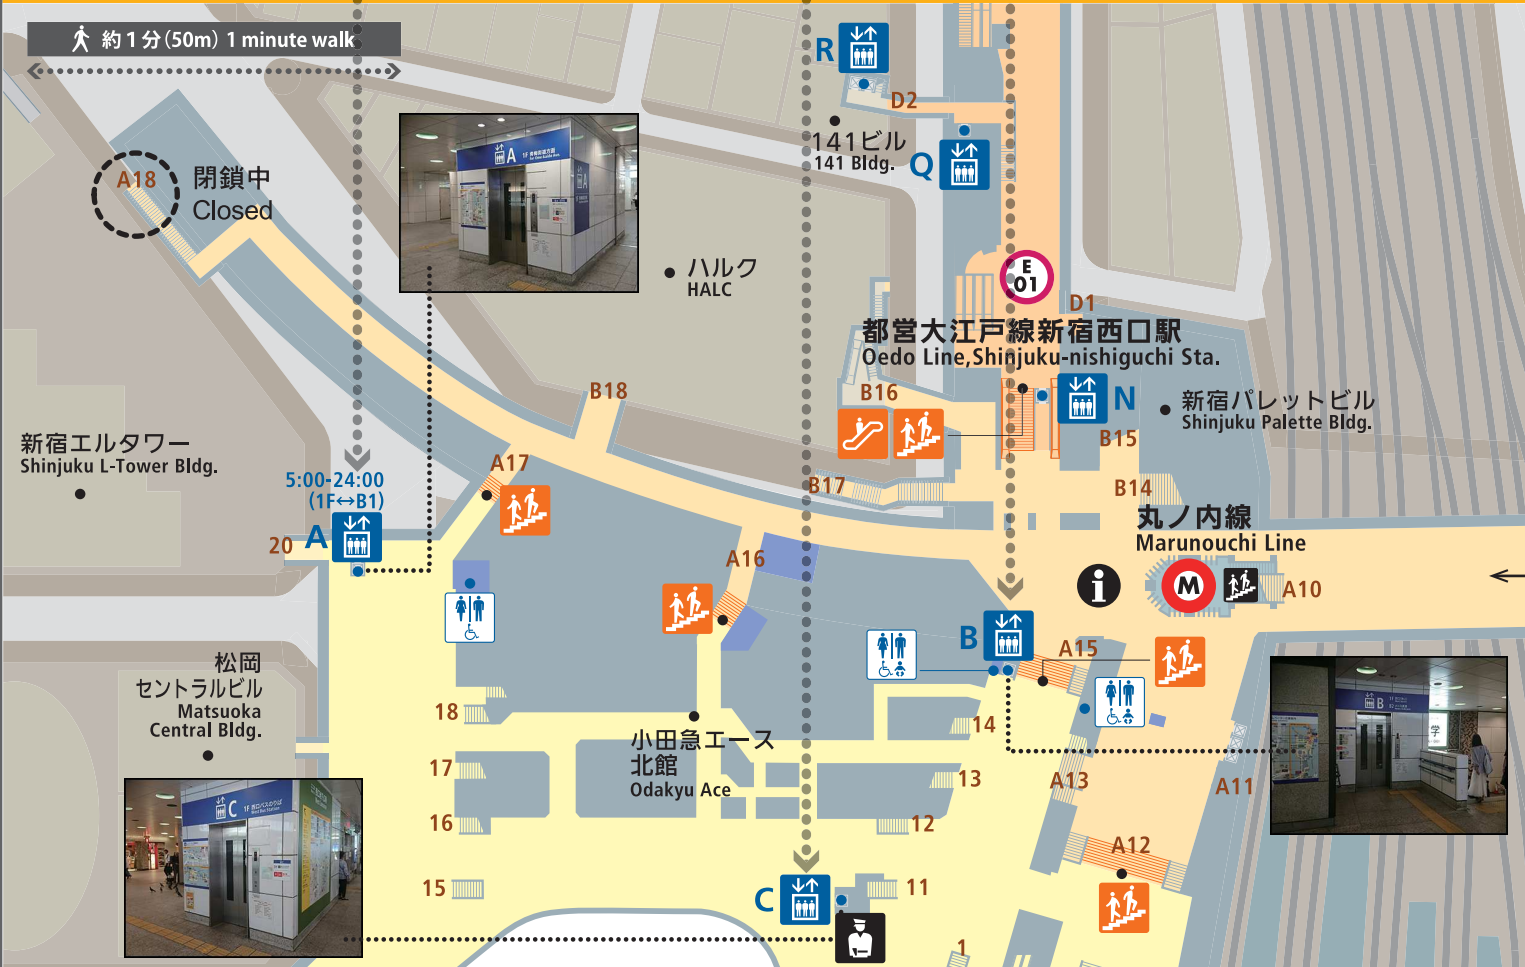 約1分(50m) 1 minute walk
R
D2
141ビル
141 Bldg.
Q
A18
閉鎖中
Closed
A
ハルク
HALC
E
01
D1
都営大江戸線新宿西口駅
Oedo Line,Shinjuku-nishiguchi Sta.
B16
N
新宿パレットビル
Shinjuku Palette Bldg.
B18
B15
新宿エルタワー
Shinjuku L-Tower Bldg.
A17
5:00-24:00
(1F↔B1)
B17
B14
丸ノ内線
Marunouchi Line
20
A
A16
i
M
A10
B
A15
松岡
セントラルビル
Matsuoka
Central Bldg.
18
14
小田急エース
北館
Odakyu Ace
B
17
13
A13
A11
C
16
12
A12
15
C
11
1